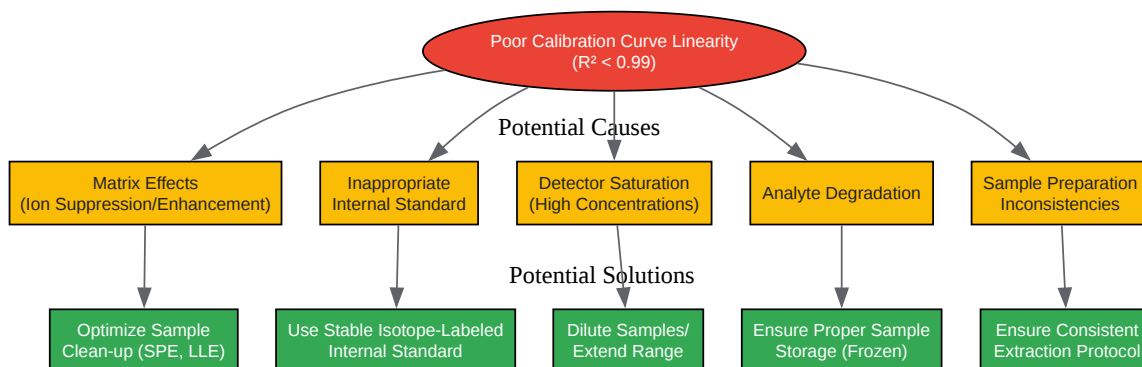 Poor Calibration Curve Linearity
(R² < 0.99)
Potential Causes
Matrix Effects
(Ion Suppression/Enhancement)
Inappropriate
Internal Standard
Detector Saturation
(High Concentrations)
Analyte Degradation
Sample Preparation
Inconsistencies
Potential Solutions
Optimize Sample
Clean-up (SPE, LLE)
Use Stable Isotope-Labeled
Internal Standard
Dilute Samples/
Extend Range
Ensure Proper Sample
Storage (Frozen)
Ensure Consistent
Extraction Protocol